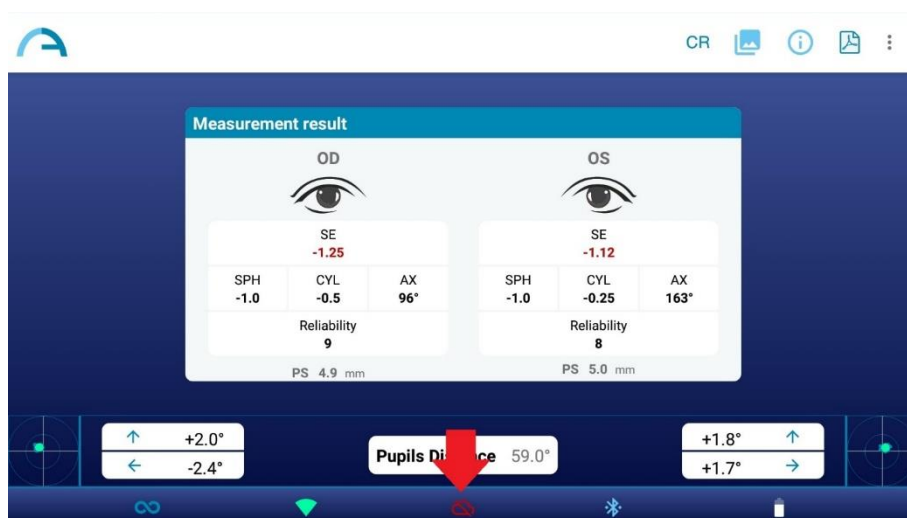 CR
Measurement result
OD OS
SE SE
-1.25 -1.12
SPH CYL AX SPH CYL AX
-1.0 -0.5 96° -1.0 -0.25 163°
Reliability Reliability
9 8
PS 4.9 mm PS 5.0 mm
+2.0° +1.8°
Pupils 59.0°
-2.4° +1.7°